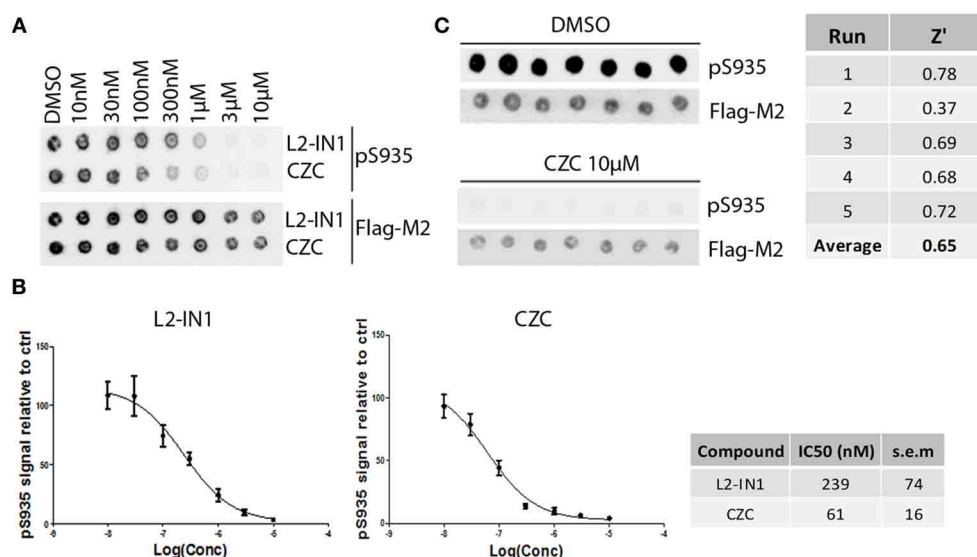 A
DMSO
10nM
30nM
100nM
300nM
1µM
3µM
10µM
L2-IN1
CZC
pS935
L2-IN1
CZC
Flag-M2
C
DMSO
pS935
Flag-M2
CZC 10µM
pS935
Flag-M2
Run Z'
1 0.78
2 0.37
3 0.69
4 0.68
5 0.72
Average 0.65
B
L2-IN1
pS935 signal relative to ctrl
150
100
50
0
-9 -8 -7 -6 -5 -4
Log(Conc)
CZC
pS935 signal relative to ctrl
150
100
50
0
-9 -8 -7 -6 -5 -4
Log(Conc)
Compound IC50 (nM) s.e.m
L2-IN1 239 74
CZC 61 16